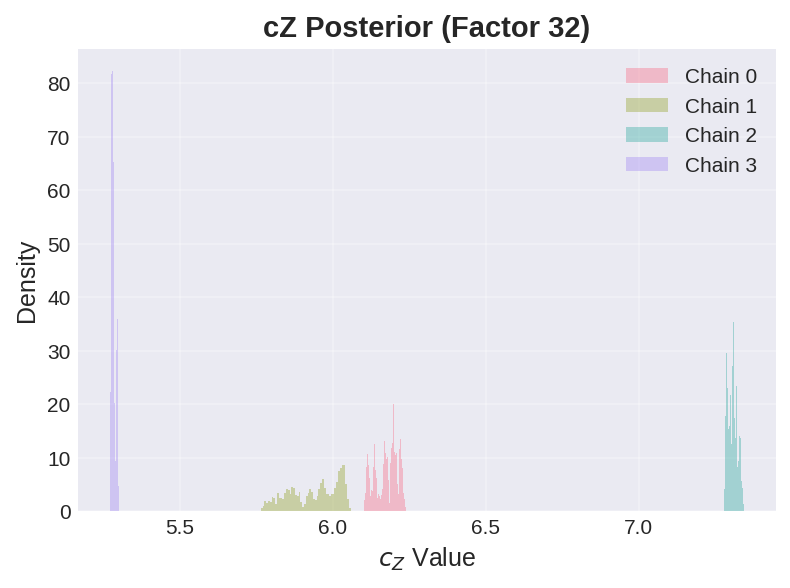 cZ Posterior (Factor 32)
Chain 0
Chain 1
Chain 2
Chain 3
80
70
60
50
40
30
20
10
0
Density
5.5 6.0 6.5 7.0
c_Z Value